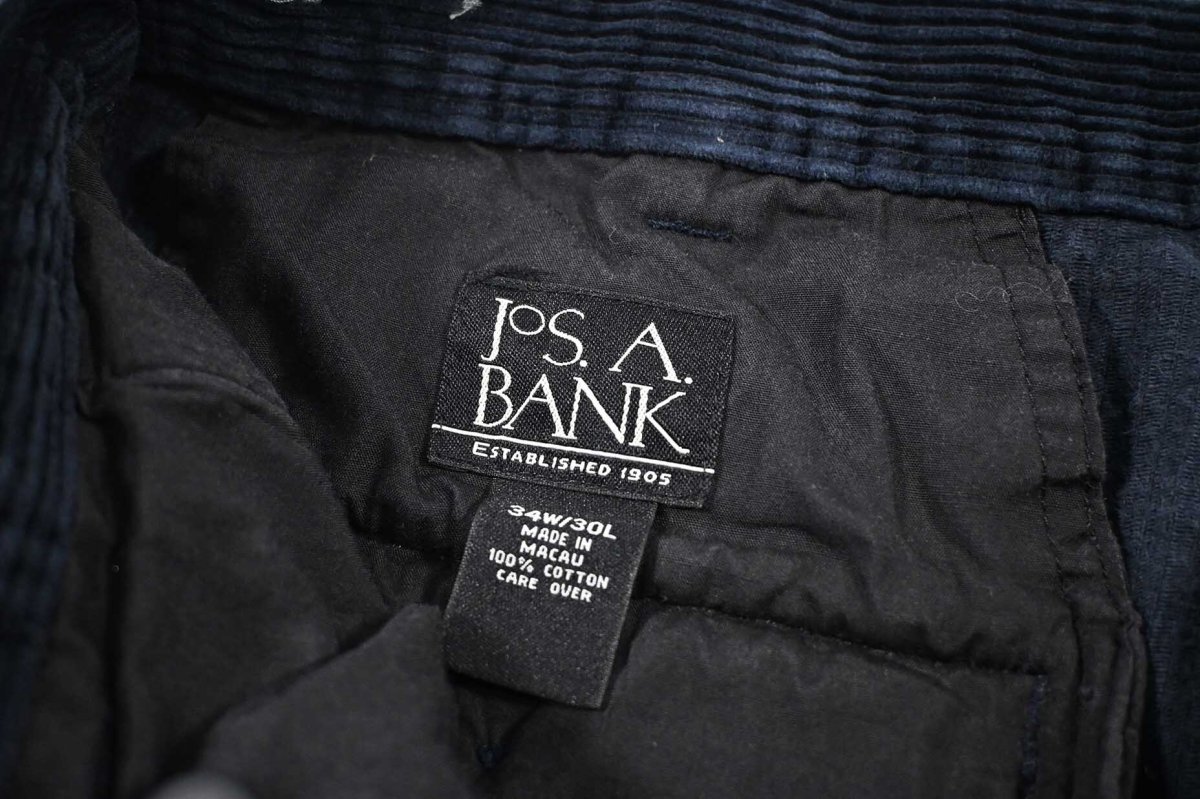 JOS. A.
BANK
ESTABLISHED 1905
34W/30L
MADE IN
MACAU
100% COTTON
CARE OVER